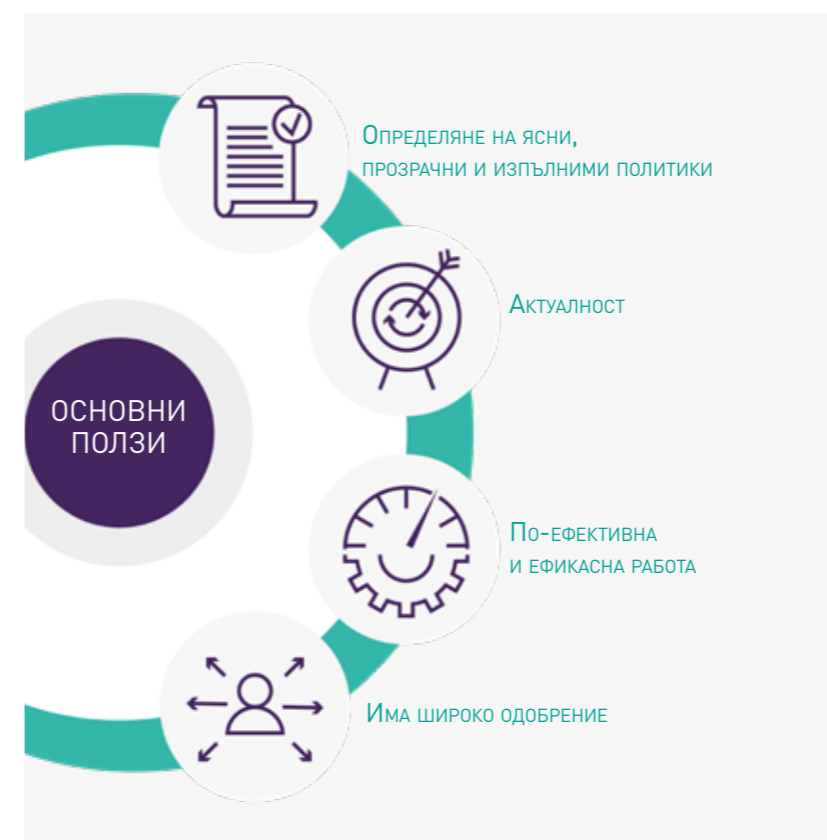 Определяне на ясни,
прозрачни и изпълними политики
Актуалност
ОСНОВНИ
ПОЛЗИ
По-ефективна
и ефикасна работа
Има широко одобрение